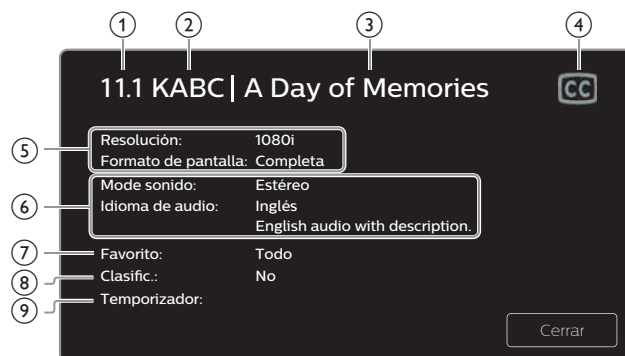 1 2 3 4
11.1 KABC | A Day of Memories CC
5
Resolución: 1080i
Formato de pantalla: Completa
6
Mode sonido: Estéreo
Idioma de audio: Inglés
English audio with description.
7 Favorito: Todo
8 Clasific.: No
9 Temporizador:
Cerrar